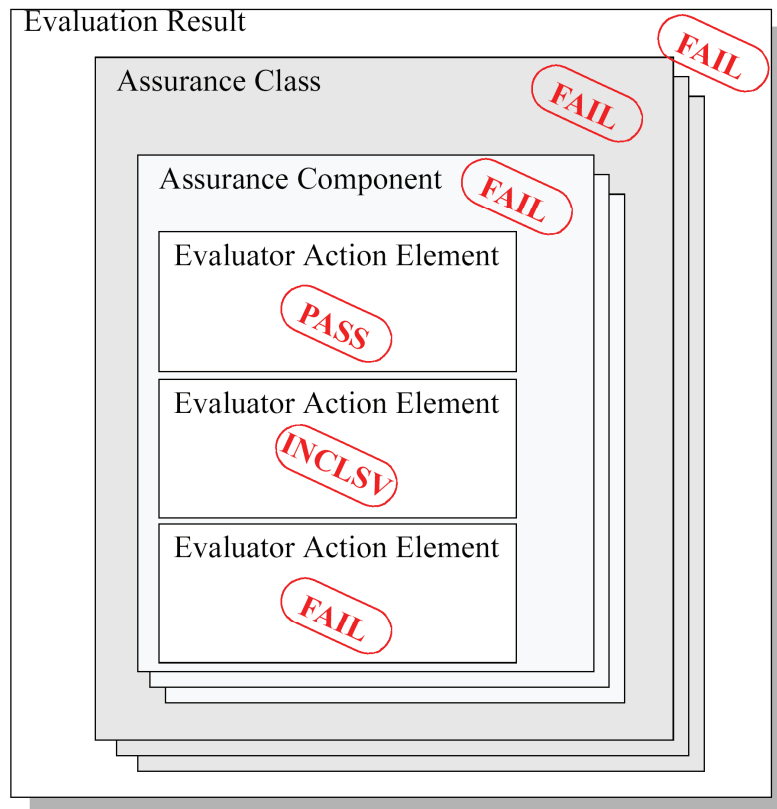 Evaluation Result
FAIL
Assurance Class
FAIL
Assurance Component
FAIL
Evaluator Action Element
PASS
Evaluator Action Element
INCLSV
Evaluator Action Element
FAIL